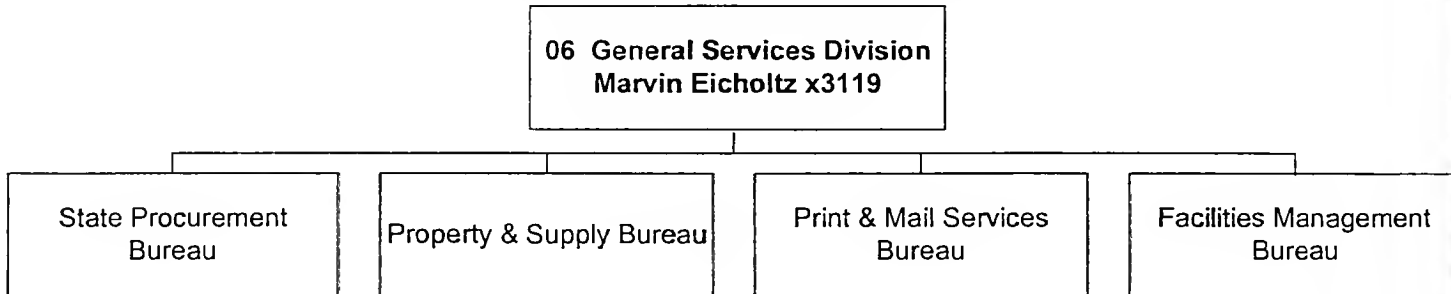 06 General Services Division
Marvin Eicholtz x3119
State Procurement
Bureau
Property & Supply Bureau
Print & Mail Services
Bureau
Facilities Management
Bureau